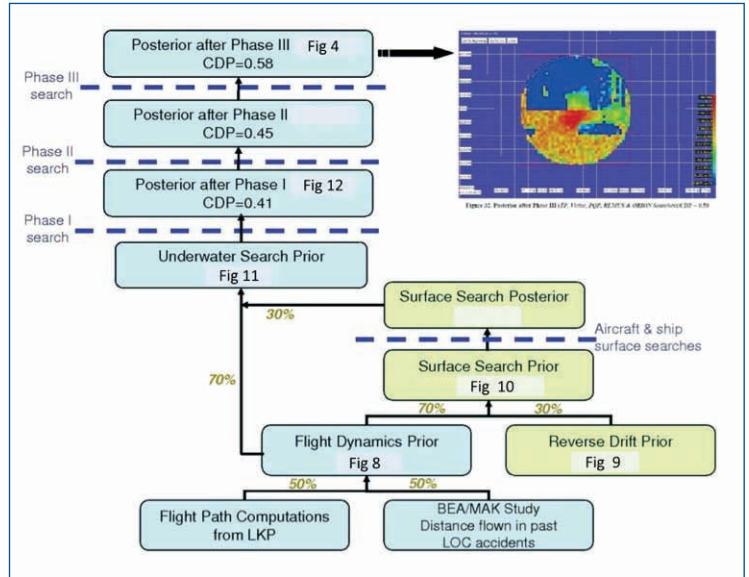 Posterior after Phase III Fig 4
CDP=0.58
Phase III
search
Posterior after Phase II
CDP=0.45
Phase II
search
Posterior after Phase I Fig 12
CDP=0.41
Phase I
search
Underwater Search Prior
Fig 11
30%
Surface Search Posterior
Aircraft & ship
surface searches
70%
Surface Search Prior
Fig 10
70%
30%
Flight Dynamics Prior
Fig 8
Reverse Drift Prior
Fig 9
50%
50%
Flight Path Computations
from LKP
BEA/MAK Study
Distance flown in past
LOC accidents